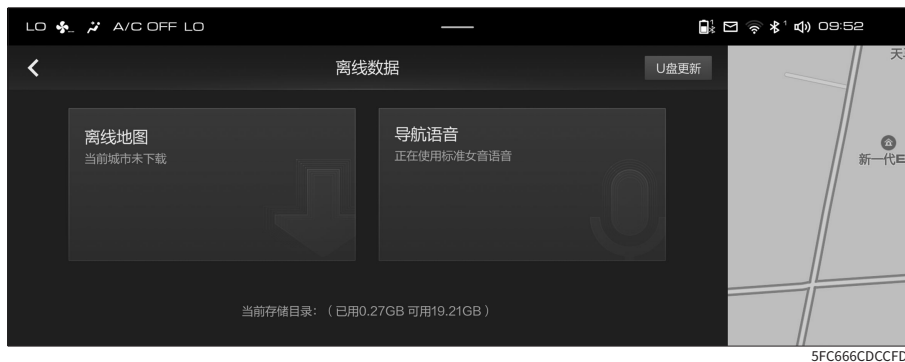 LO A/C OFF LO
1 1 09:52
离线数据
U盘更新
离线地图
当前城市未下载
导航语音
正在使用标准女音语音
当前存储目录：（已用0.27GB 可用19.21GB）
新一代E
5FC666CDCCFD